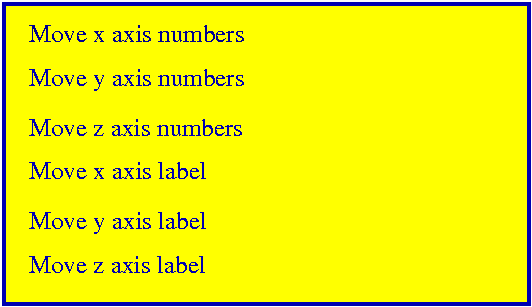 Move x axis numbers
Move y axis numbers
Move z axis numbers
Move x axis label
Move y axis label
Move z axis label